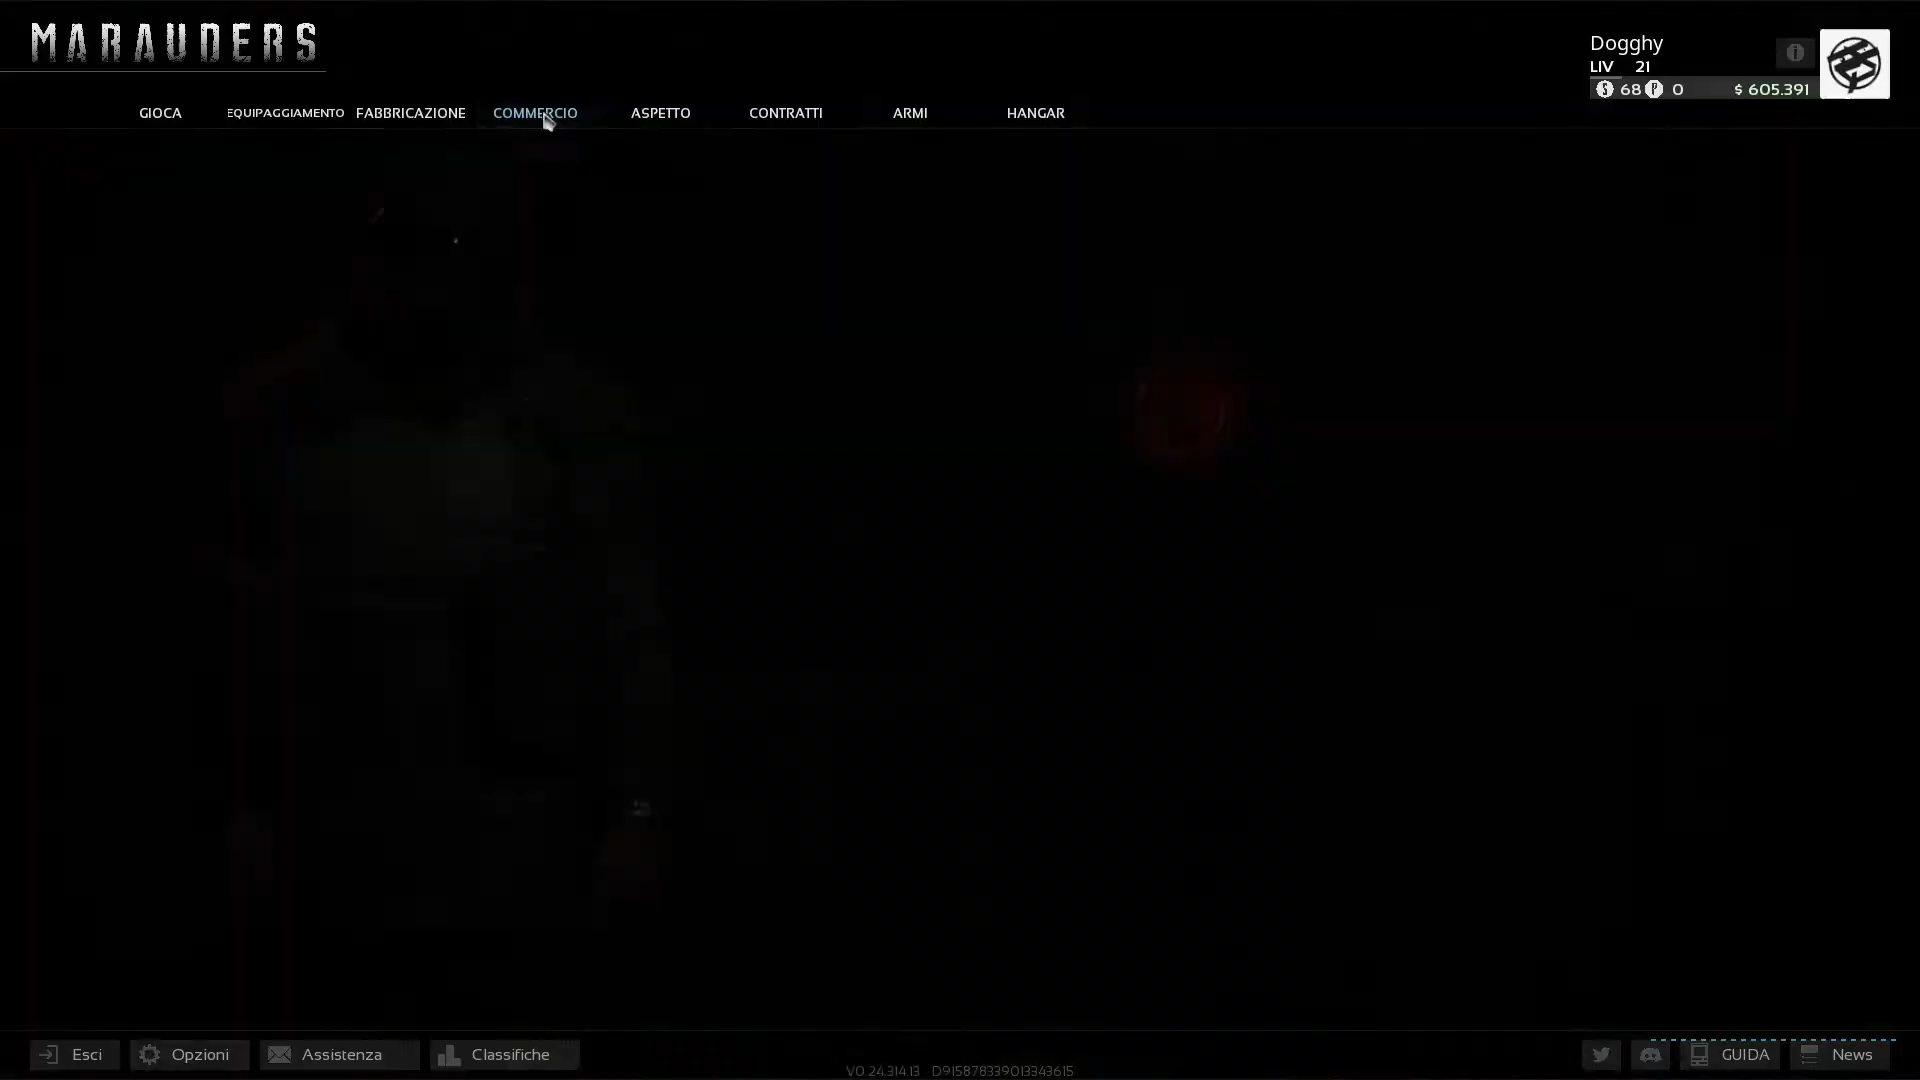 MARAUDERS
Dogghy
LIV 21
S 68 P 0 $ 605.391
GIOCA EQUIPAGGIAMENTO FABBRICAZIONE COMMERCIO ASPETTO CONTRATTI ARMI HANGAR
Esci Opzioni Assistenza Classifiche GUIDA News
V0.24.314.13 D915878339013343615